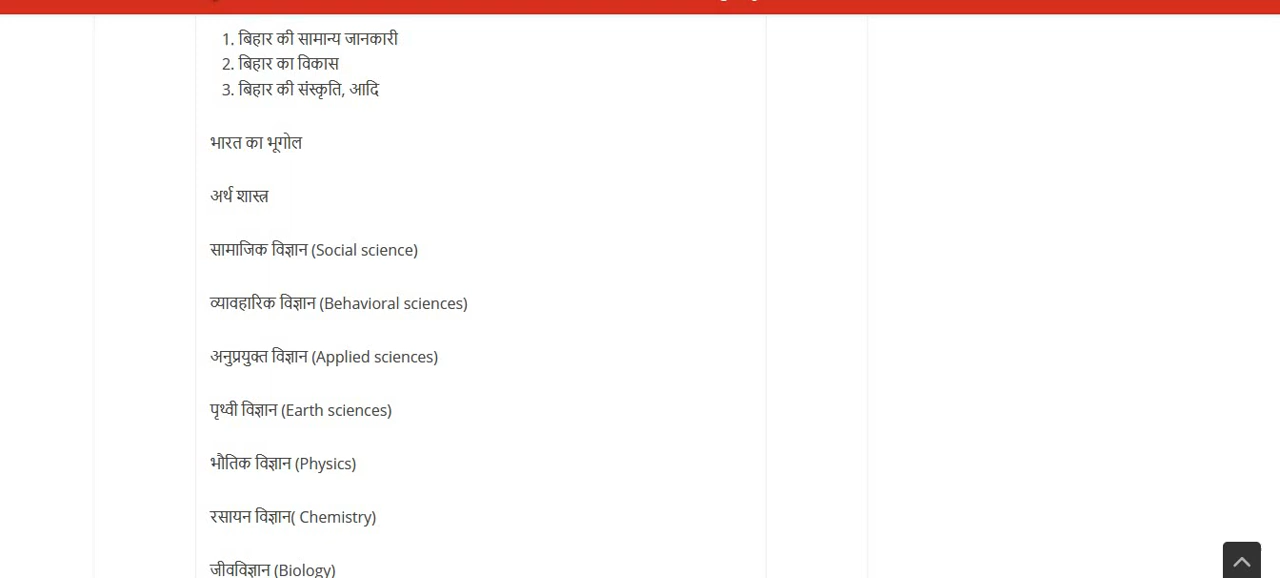 1. बिहार की सामान्य जानकारी
2. बिहार का विकास
3. बिहार की संस्कृति, आदि
भारत का भूगोल
अर्थ शास्त्र
सामाजिक विज्ञान (Social science)
व्यावहारिक विज्ञान (Behavioral sciences)
अनुप्रयुक्त विज्ञान (Applied sciences)
पृथ्वी विज्ञान (Earth sciences)
भौतिक विज्ञान (Physics)
रसायन विज्ञान( Chemistry)
जीवविज्ञान (Biology)